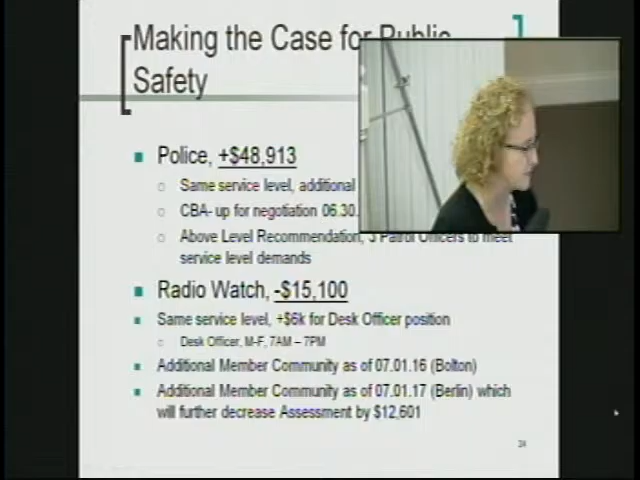 Making the Case for Public
Safety
Police, +$48,913
Same service level, additional
CBA- up for negotiation 06.30.
Above Level Recommendation, 3 Patrol Officers to meet
service level demands
Radio Watch, -$15,100
Same service level, +$6k for Desk Officer position
Desk Officer, M-F, 7AM – 7PM
Additional Member Community as of 07.01.16 (Bolton)
Additional Member Community as of 07.01.17 (Berlin) which
will further decrease Assessment by $12,601
24